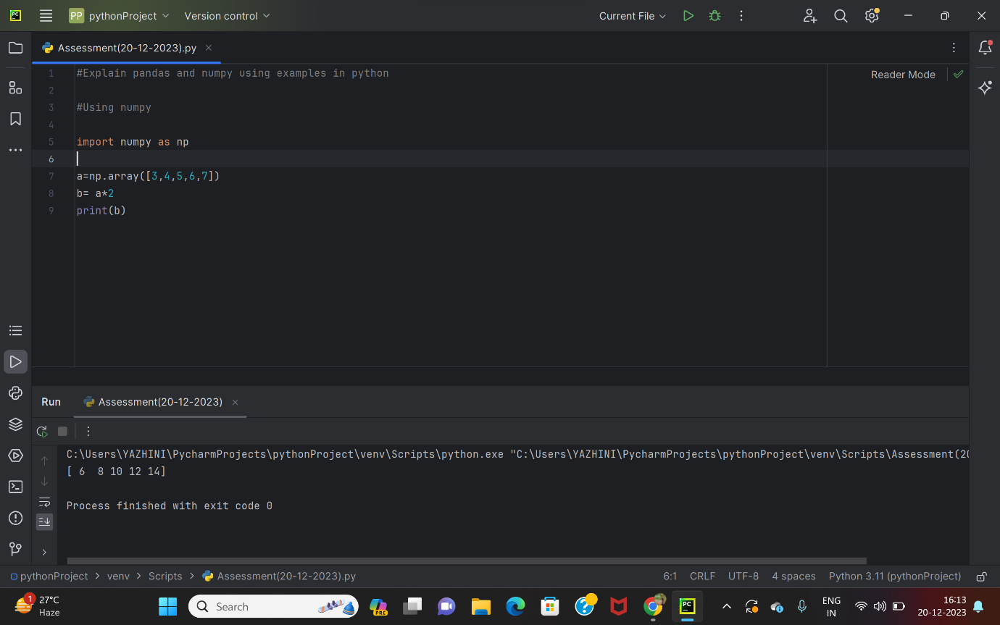 PC
PP pythonProject Version control Current File
Assessment(20-12-2023).py
Reader Mode
1 #Explain pandas and numpy using examples in python
2
3 #Using numpy
4
5 import numpy as np
6
7 a=np.array([3,4,5,6,7])
8 b= a*2
9 print(b)
Run Assessment(20-12-2023)
C:\Users\YAZHINI\PycharmProjects\pythonProject\venv\Scripts\python.exe "C:\Users\YAZHINI\PycharmProjects\pythonProject\venv\Scripts\Assessment(20
[ 6  8 10 12 14]
Process finished with exit code 0
pythonProject > venv > Scripts > Assessment(20-12-2023).py 6:1 CRLF UTF-8 4 spaces Python 3.11 (pythonProject)
1 27°C
Haze
Search
PRE
PC
ENG
IN
16:13
20-12-2023